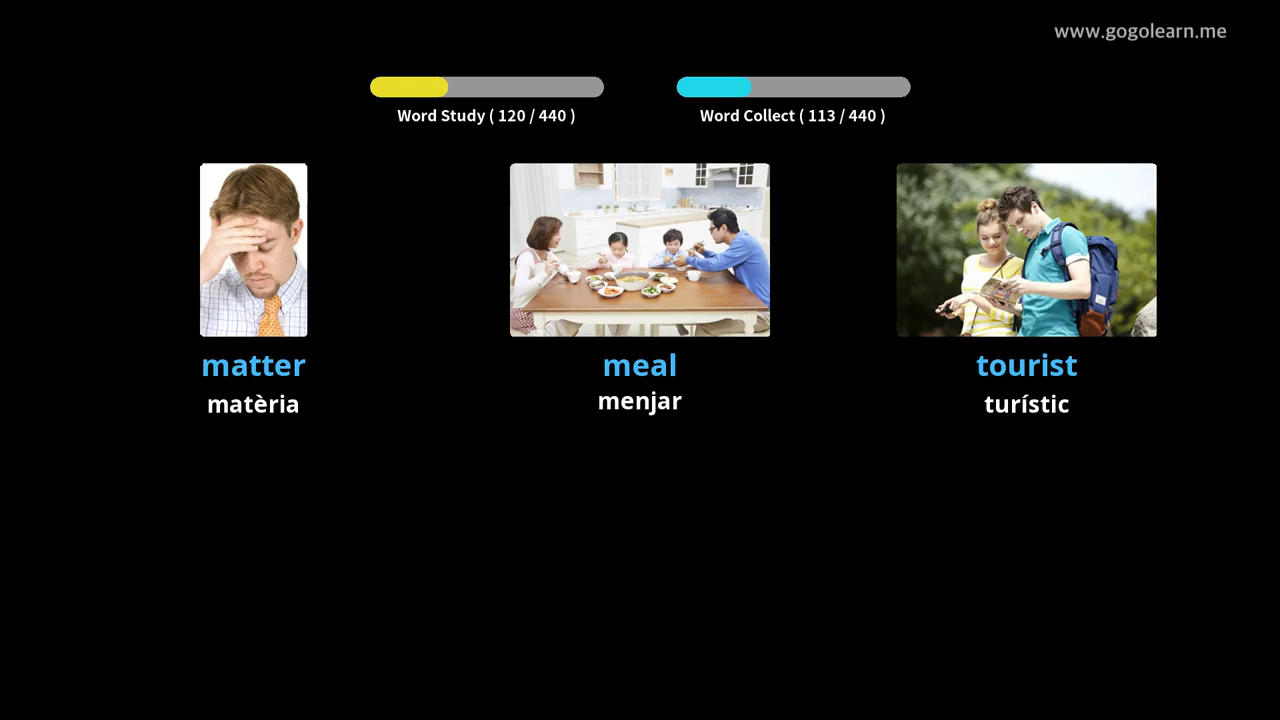 www.gogolearn.me
Word Study ( 120 / 440 )
Word Collect ( 113 / 440 )
matter
meal
tourist
matèria
menjar
turístic